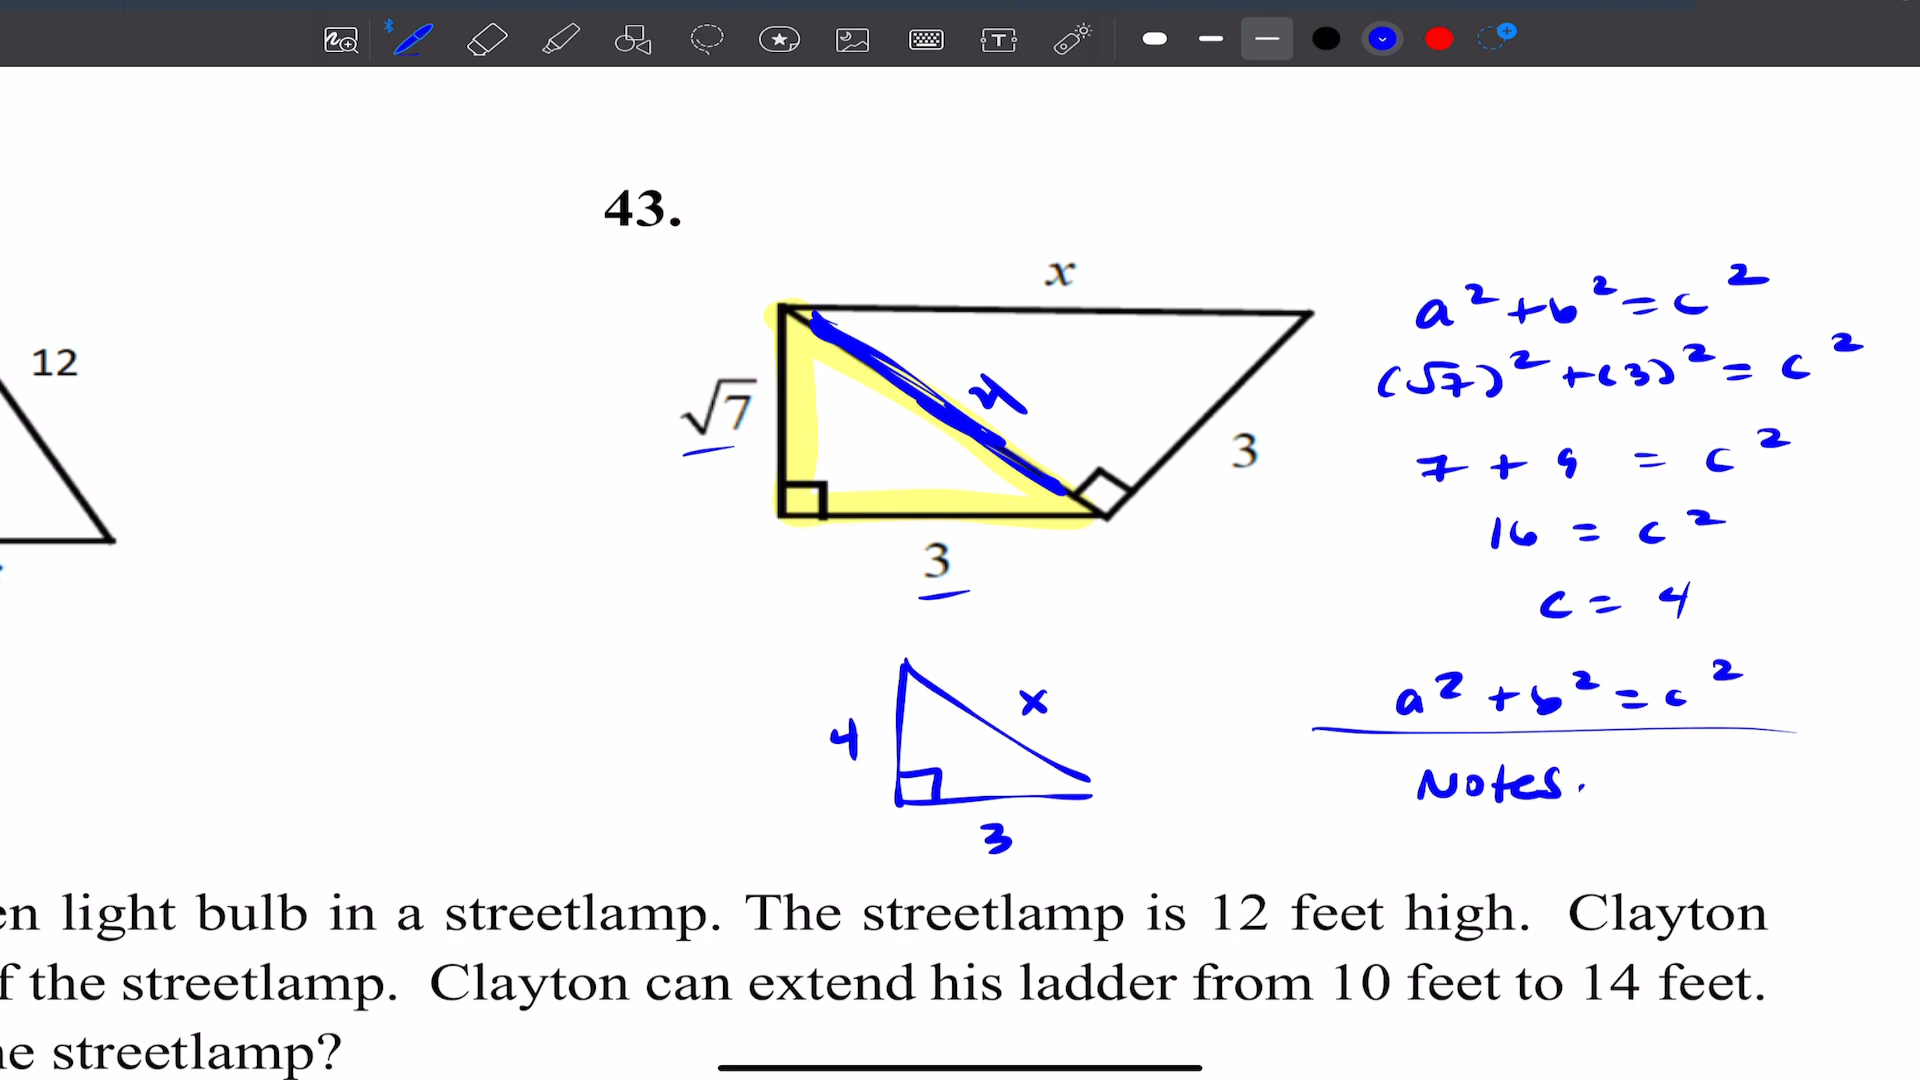 43.
x
12
√7
4
3
3
a² + b² = c²
(√7)² + (3)² = c²
7 + 9 = c²
16 = c²
c = 4
a² + b² = c²
Notes.
4
x
3
light bulb in a streetlamp. The streetlamp is 12 feet high. Clayton
the streetlamp. Clayton can extend his ladder from 10 feet to 14 feet.
streetlamp?